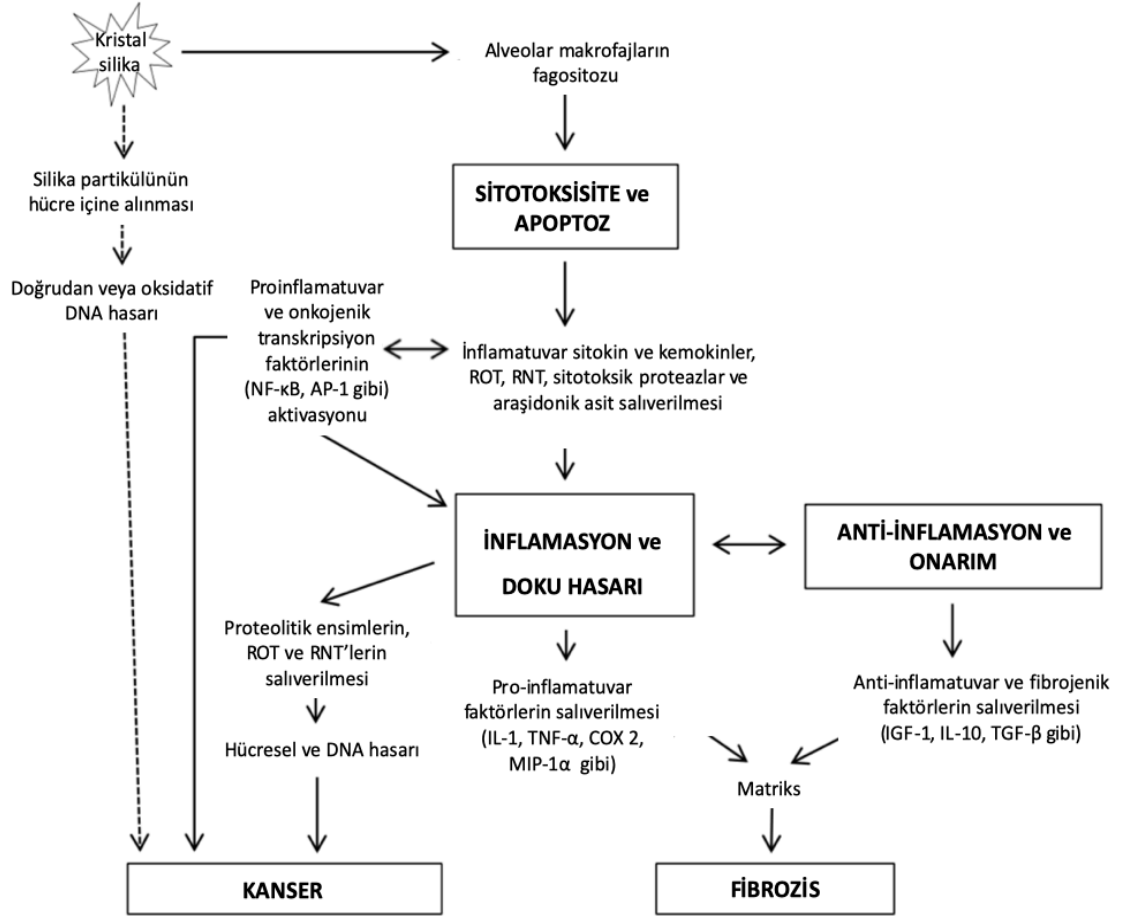 Kristal
silika
Alveolar makrofajların
fagositozu
Silika partikülünün
hücre içine alınması
SİTOTOKSİSİTE ve
APOPTOZ
Doğrudan veya oksidatif
DNA hasarı
Proinflamatuvar
ve onkojenik
transkripsiyon
faktörlerinin
(NF-κB, AP-1 gibi)
aktivasyonu
İnflamatuvar sitokin ve kemokinler,
ROT, RNT, sitotoksik proteazlar ve
araşidonik asit salıverilmesi
İNFLAMASYON ve
DOKU HASARI
ANTİ-İNFLAMASYON ve
ONARIM
Proteolitik ensimlerin,
ROT ve RNT’lerin
salıverilmesi
Pro-inflamatuvar
faktörlerin salıverilmesi
(IL-1, TNF-α, COX 2,
MIP-1α gibi)
Anti-inflamatuvar ve fibrojenik
faktörlerin salıverilmesi
(IGF-1, IL-10, TGF-β gibi)
Hücresel ve DNA hasarı
Matriks
KANSER
FİBROZİS